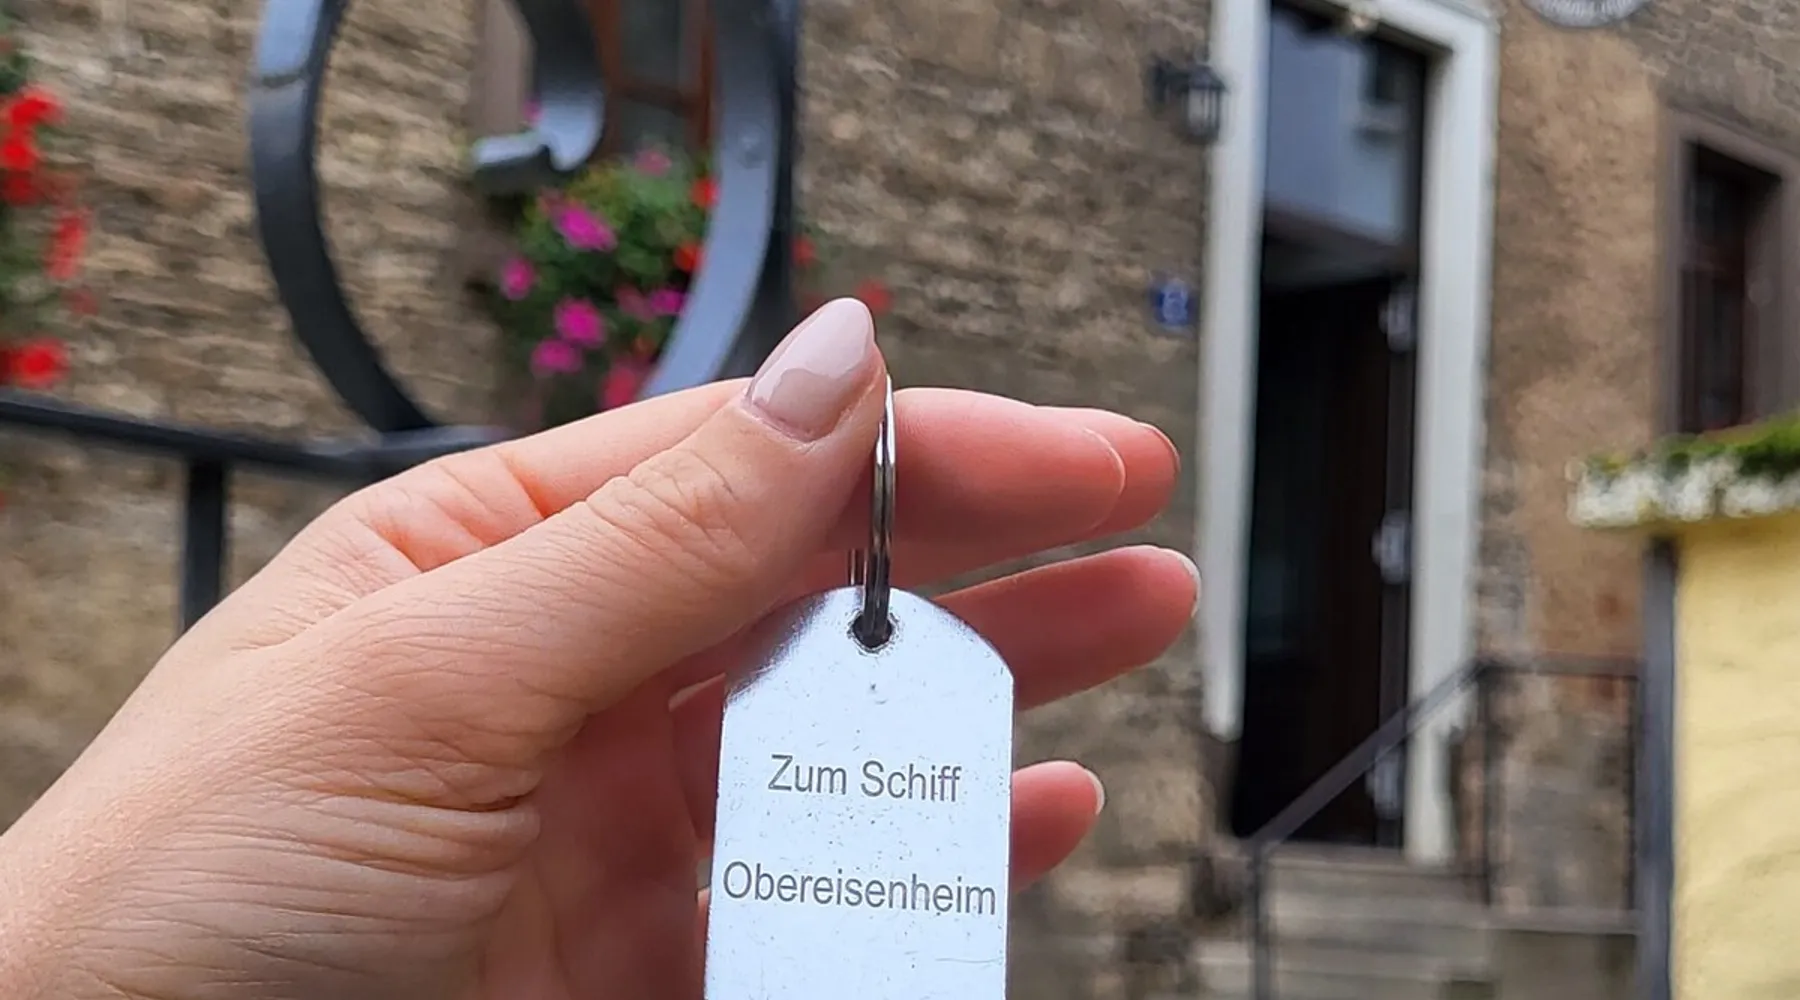 Zum Schiff
Obereisenheim